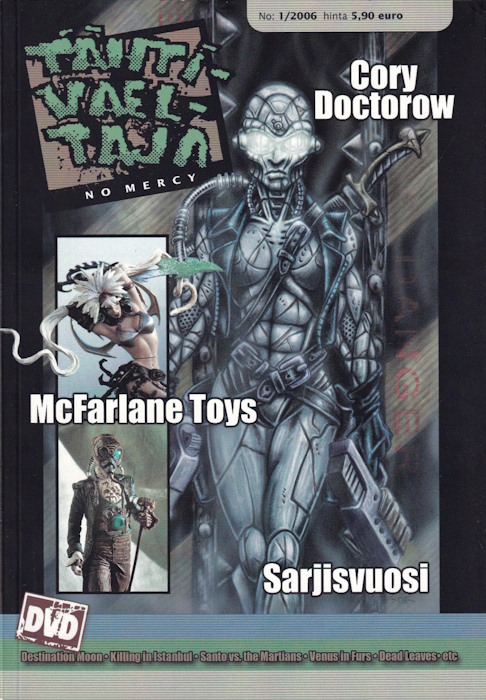 No: 1/2006 hinta 5,90 euro
TÄHTI-
VAEL-
TAJA
NO MERCY
Cory
Doctorow
DANGER
McFarlane Toys
Sarjisvuosi
DVD
Destination Moon • Killing in Istanbul • Santo vs. the Martians • Venus in Furs • Dead Leaves • etc